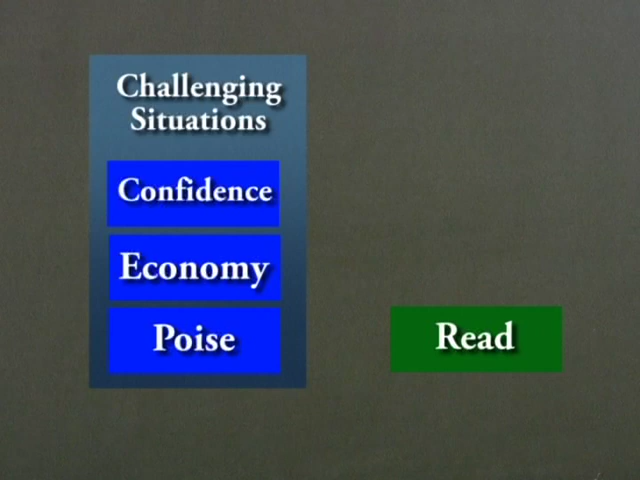 Challenging
Situations
Confidence
Economy
Poise
Read